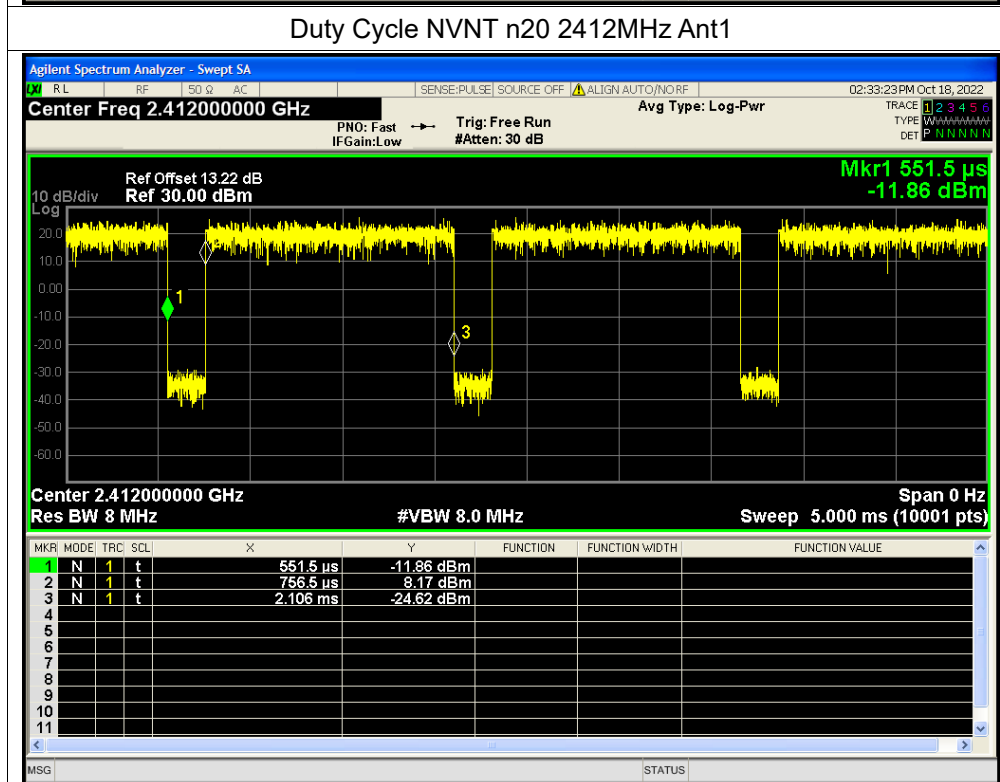 Duty Cycle NVNT n20 2412MHz Ant1
Agilent Spectrum Analyzer - Swept SA
LXI RL RF 50 Ω AC SENSE:PULSE SOURCE OFF ALIGN AUTO/NO RF 02:33:23PM Oct 18, 2022
Center Freq 2.412000000 GHz Avg Type: Log-Pwr TRACE 1 2 3 4 5 6
PNO: Fast Trig: Free Run TYPE W
IFGain:Low #Atten: 30 dB DET P N N N N N
Mkr1 551.5 µs
-11.86 dBm
Ref Offset 13.22 dB
10 dB/div Ref 30.00 dBm
Log
20.0
10.0
0.00
-10.0
-20.0
-30.0
-40.0
-50.0
-60.0
1
2
3
Center 2.412000000 GHz Span 0 Hz
Res BW 8 MHz #VBW 8.0 MHz Sweep 5.000 ms (10001 pts)
MKR MODE TRC SCL X Y FUNCTION FUNCTION WIDTH FUNCTION VALUE
1 N 1 t 551.5 µs -11.86 dBm
2 N 1 t 756.5 µs 8.17 dBm
3 N 1 t 2.106 ms -24.62 dBm
4
5
6
7
8
9
10
11
MSG STATUS